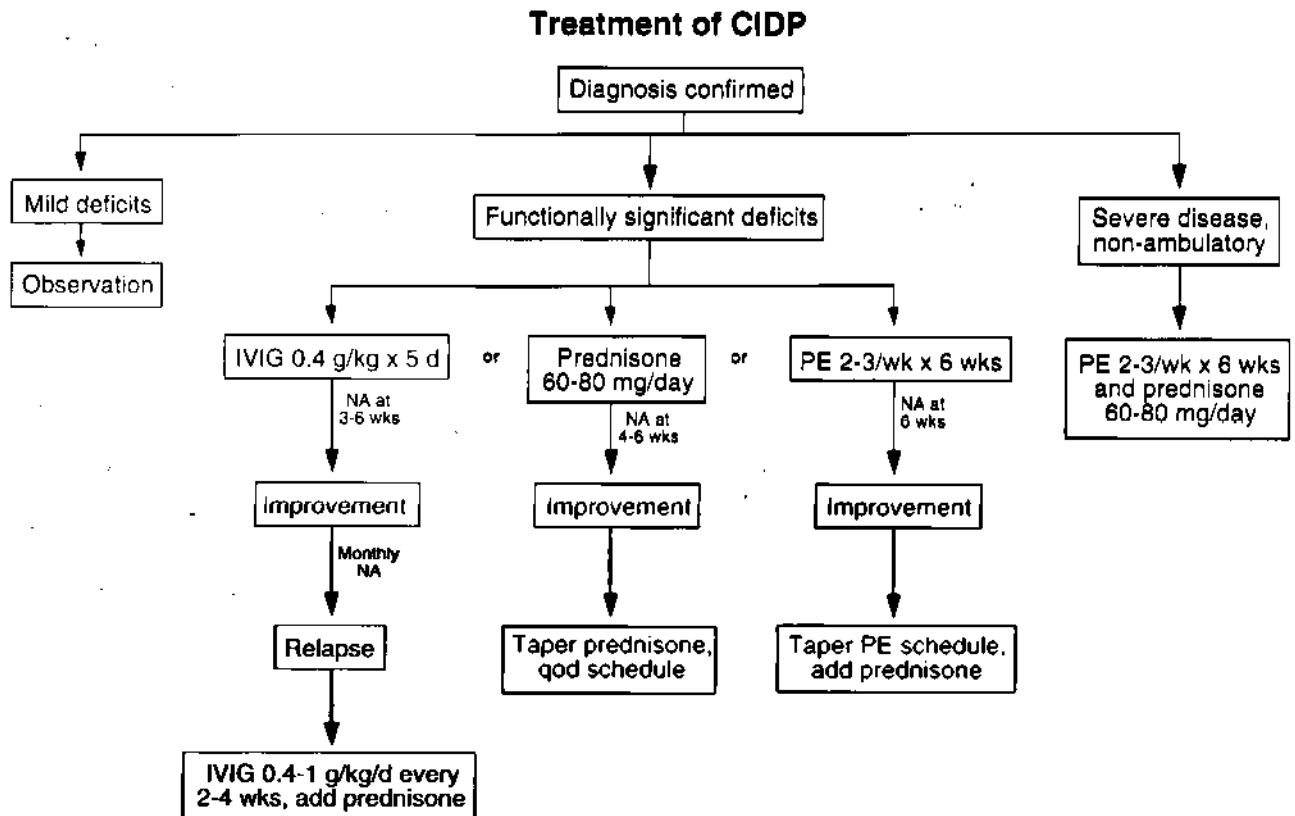 Treatment of CIDP
Diagnosis confirmed
Mild deficits
Observation
Functionally significant deficits
Severe disease,
non-ambulatory
IVIG 0.4 g/kg x 5 d
or
Prednisone
60-80 mg/day
or
PE 2-3/wk x 6 wks
PE 2-3/wk x 6 wks
and prednisone
60-80 mg/day
NA at
3-6 wks
NA at
4-6 wks
NA at
6 wks
Improvement
Improvement
Improvement
Monthly
NA
Relapse
Taper prednisone,
qod schedule
Taper PE schedule,
add prednisone
IVIG 0.4-1 g/kg/d every
2-4 wks, add prednisone